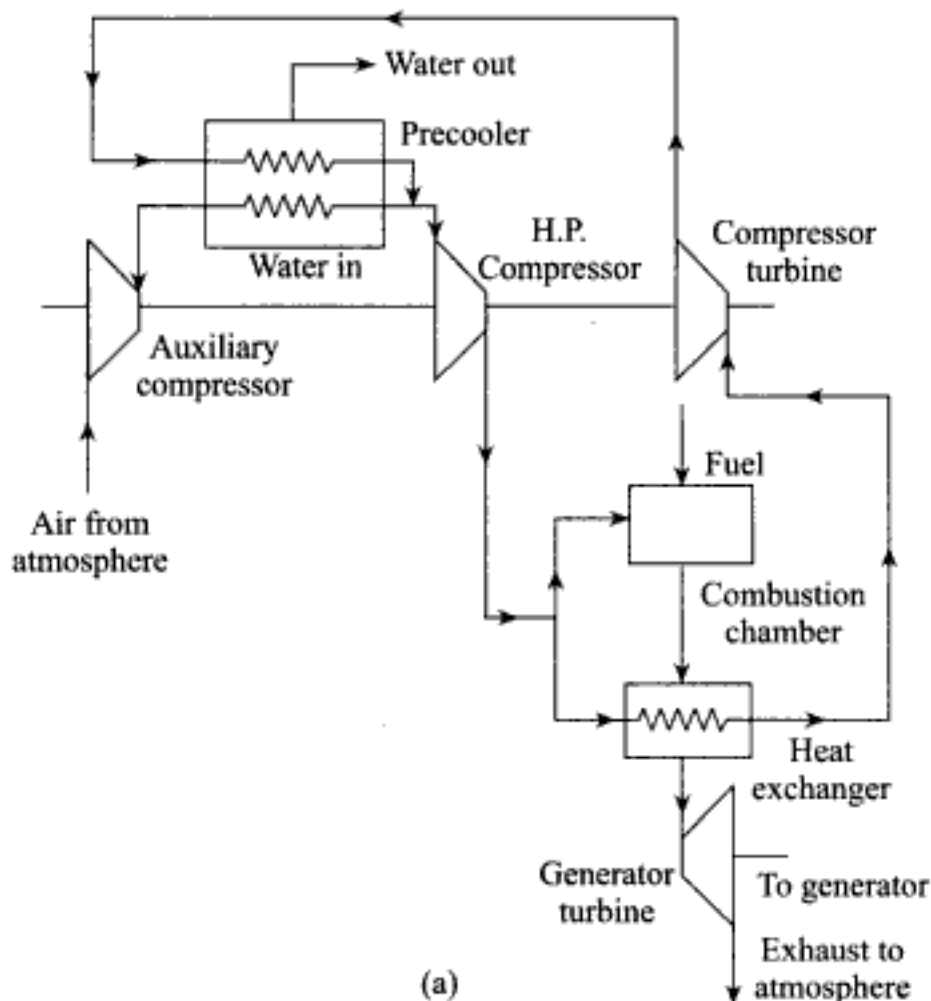 Water out
Precooler
Water in
H.P.
Compressor
Compressor
turbine
Auxiliary
compressor
Air from
atmosphere
Fuel
Combustion
chamber
Heat
exchanger
Generator
turbine
To generator
Exhaust to
atmosphere
(a)